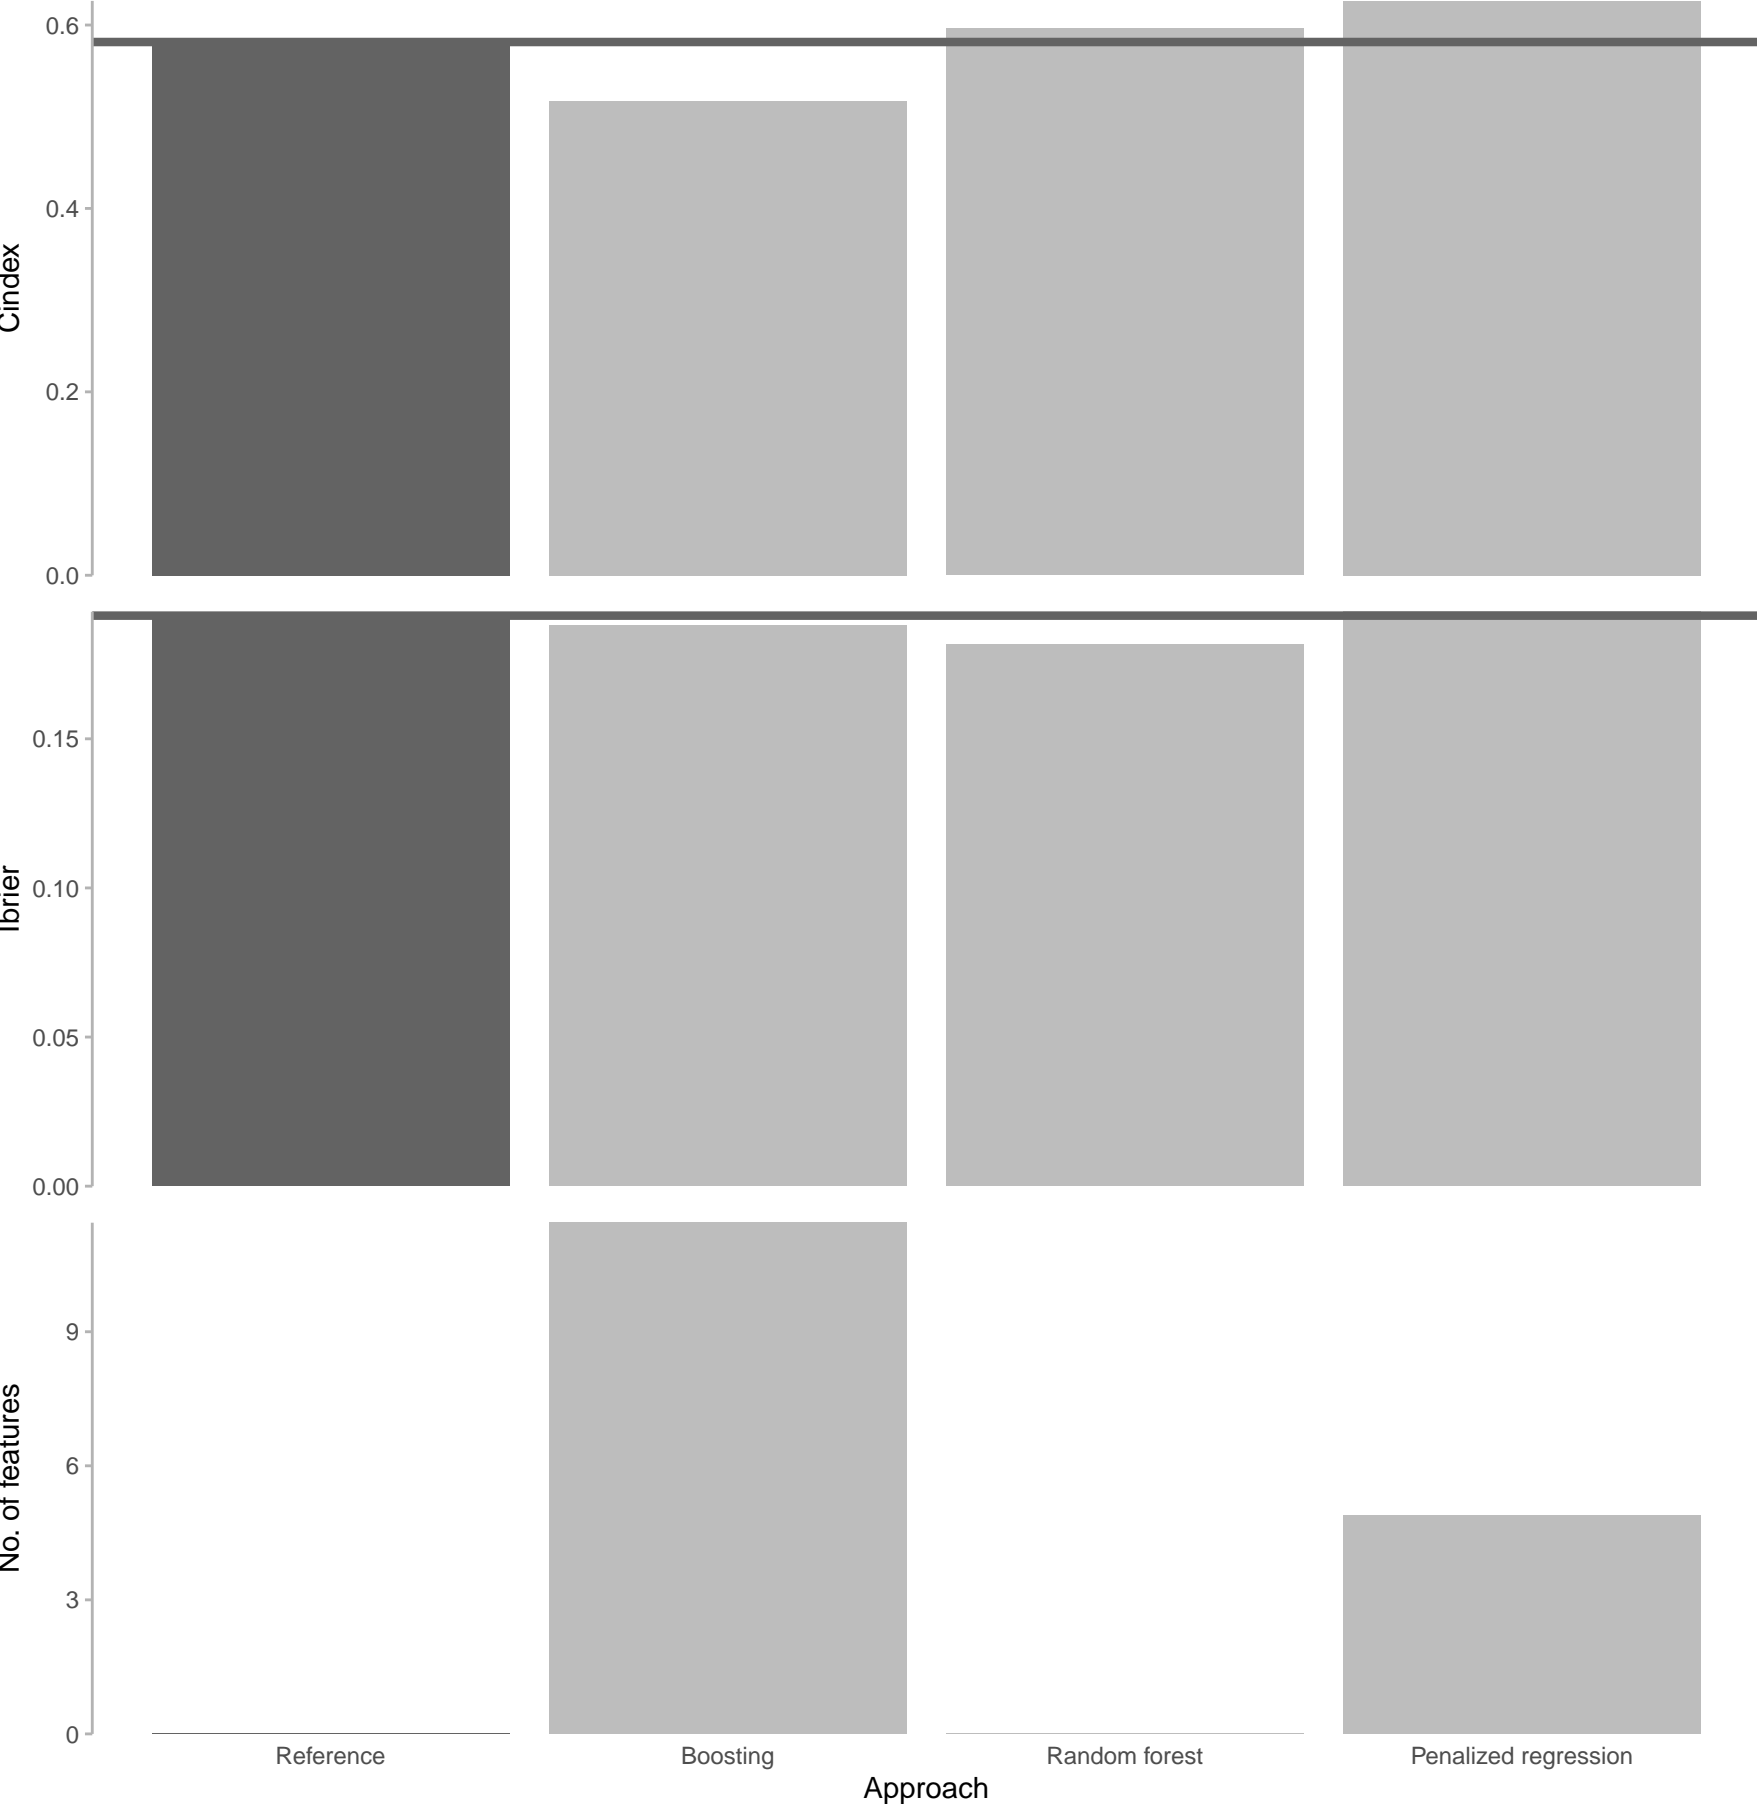 Cindex
0.6
0.4
0.2
0.0
Ibrier
0.15
0.10
0.05
0.00
No. of features
9
6
3
0
Reference
Boosting
Random forest
Penalized regression
Approach